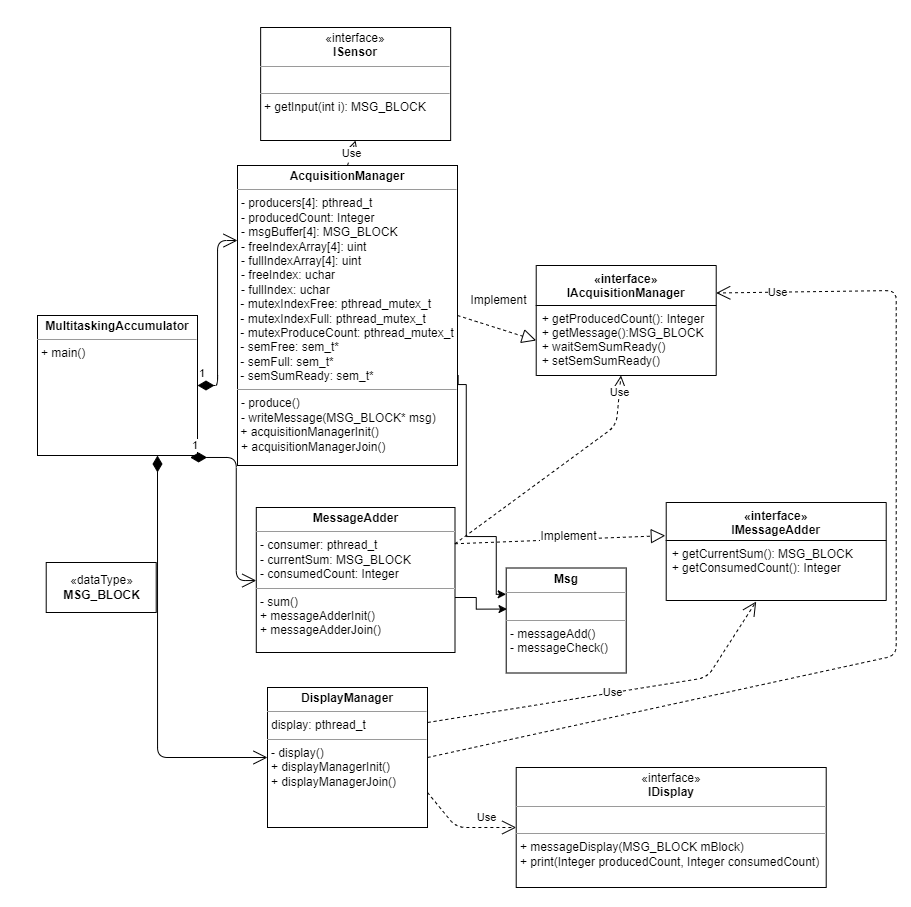 «interface»
ISensor
+ getInput(int i): MSG_BLOCK
Use
AcquisitionManager
- producers[4]: pthread_t
- producedCount: Integer
- msgBuffer[4]: MSG_BLOCK
- freeIndexArray[4]: uint
- fullIndexArray[4]: uint
- freeIndex: uchar
- fullIndex: uchar
- mutexIndexFree: pthread_mutex_t
- mutexIndexFull: pthread_mutex_t
- mutexProduceCount: pthread_mutex_t
- semFree: sem_t*
- semFull: sem_t*
- semSumReady: sem_t*
- produce()
- writeMessage(MSG_BLOCK* msg)
+ acquisitionManagerInit()
+ acquisitionManagerJoin()
Implement
«interface»
IAcquisitionManager
+ getProducedCount(): Integer
+ getMessage():MSG_BLOCK
+ waitSemSumReady()
+ setSemSumReady()
Use
Use
MultitaskingAccumulator
+ main()
1
1
MessageAdder
- consumer: pthread_t
- currentSum: MSG_BLOCK
- consumedCount: Integer
- sum()
+ messageAdderInit()
+ messageAdderJoin()
Implement
«interface»
IMessageAdder
+ getCurrentSum(): MSG_BLOCK
+ getConsumedCount(): Integer
«dataType»
MSG_BLOCK
Msg
- messageAdd()
- messageCheck()
DisplayManager
display: pthread_t
- display()
+ displayManagerInit()
+ displayManagerJoin()
Use
Use
«interface»
IDisplay
+ messageDisplay(MSG_BLOCK mBlock)
+ print(Integer producedCount, Integer consumedCount)